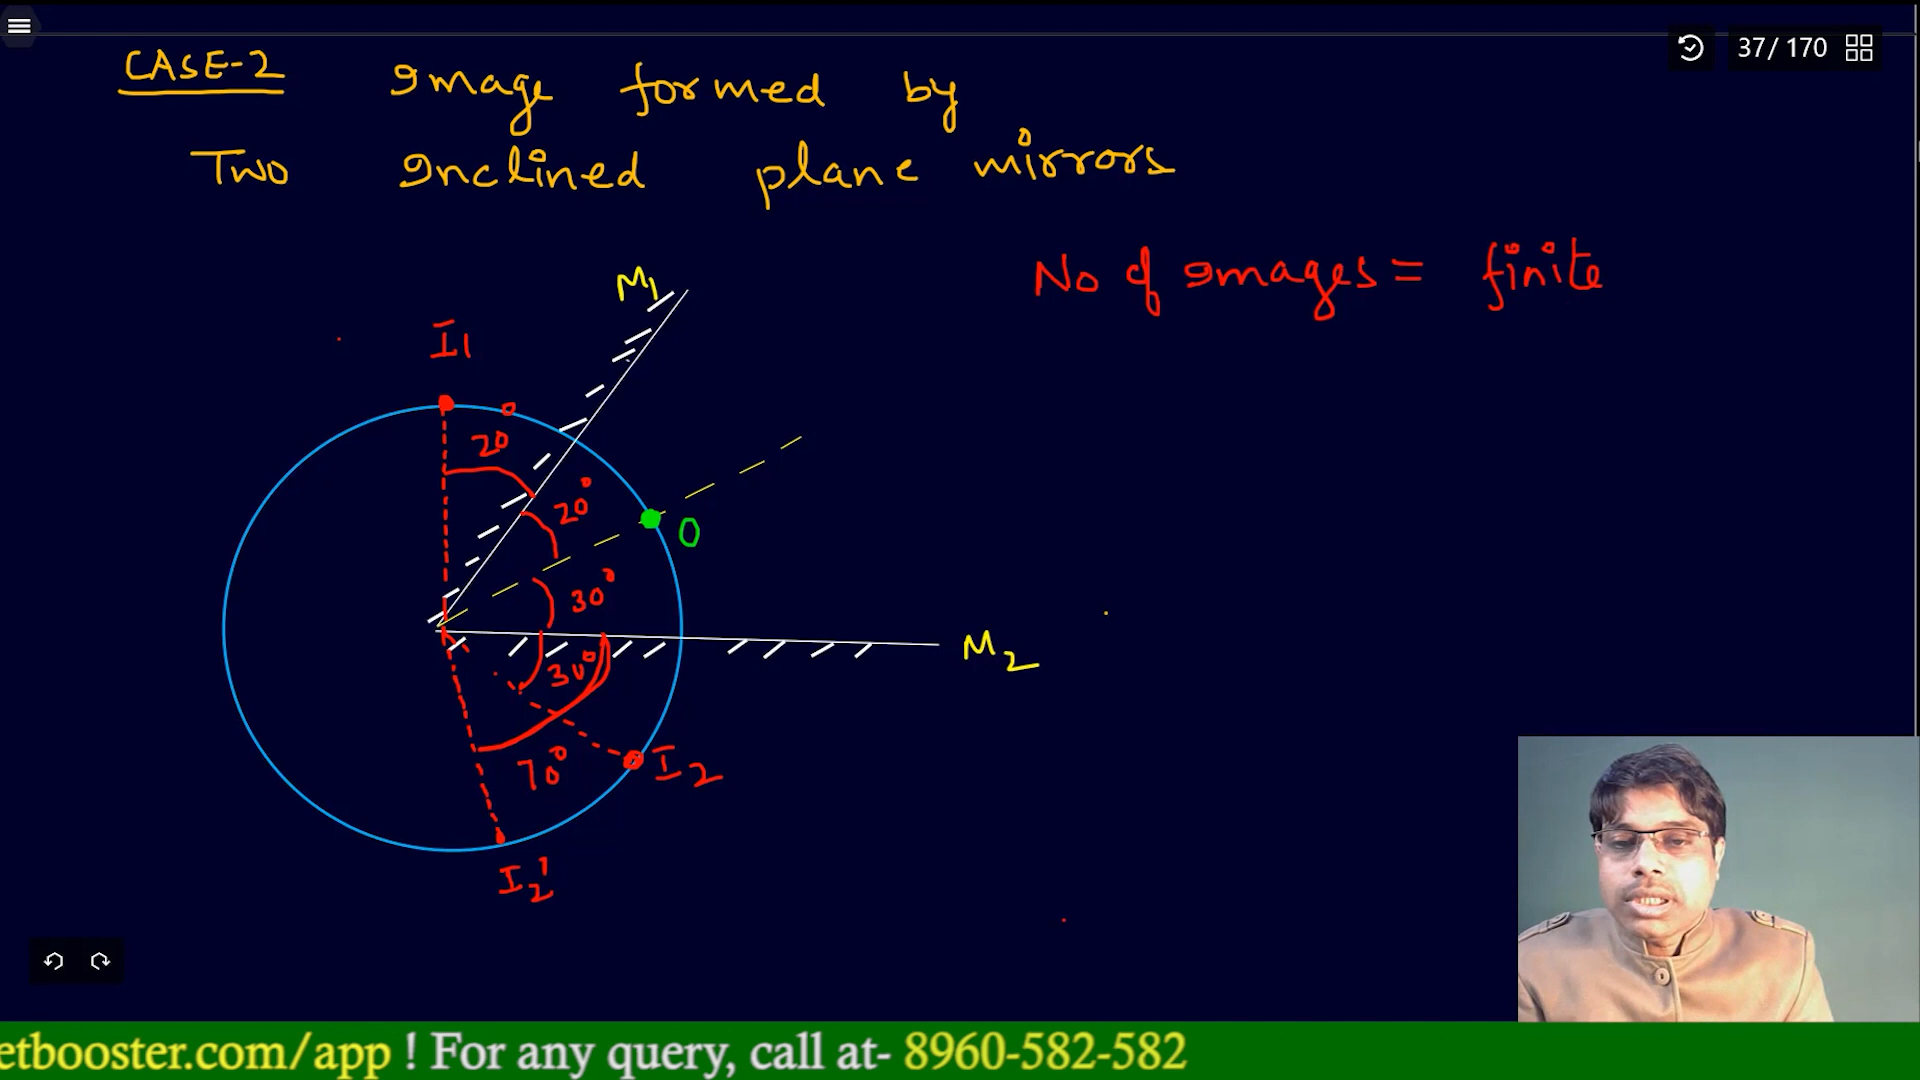 37/ 170
CASE-2 Image formed by
Two Inclined plane mirrors
No of Images = finite
M1
I1
20°
20°
O
30°
M2
30°
70°
I2
I2'
etbooster.com/app ! For any query, call at- 8960-582-582